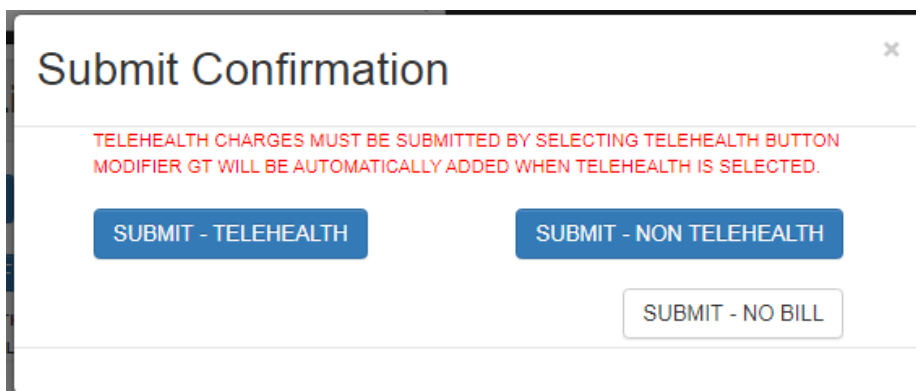 Submit Confirmation
×
TELEHEALTH CHARGES MUST BE SUBMITTED BY SELECTING TELEHEALTH BUTTON
MODIFIER GT WILL BE AUTOMATICALLY ADDED WHEN TELEHEALTH IS SELECTED.
SUBMIT - TELEHEALTH
SUBMIT - NON TELEHEALTH
SUBMIT - NO BILL